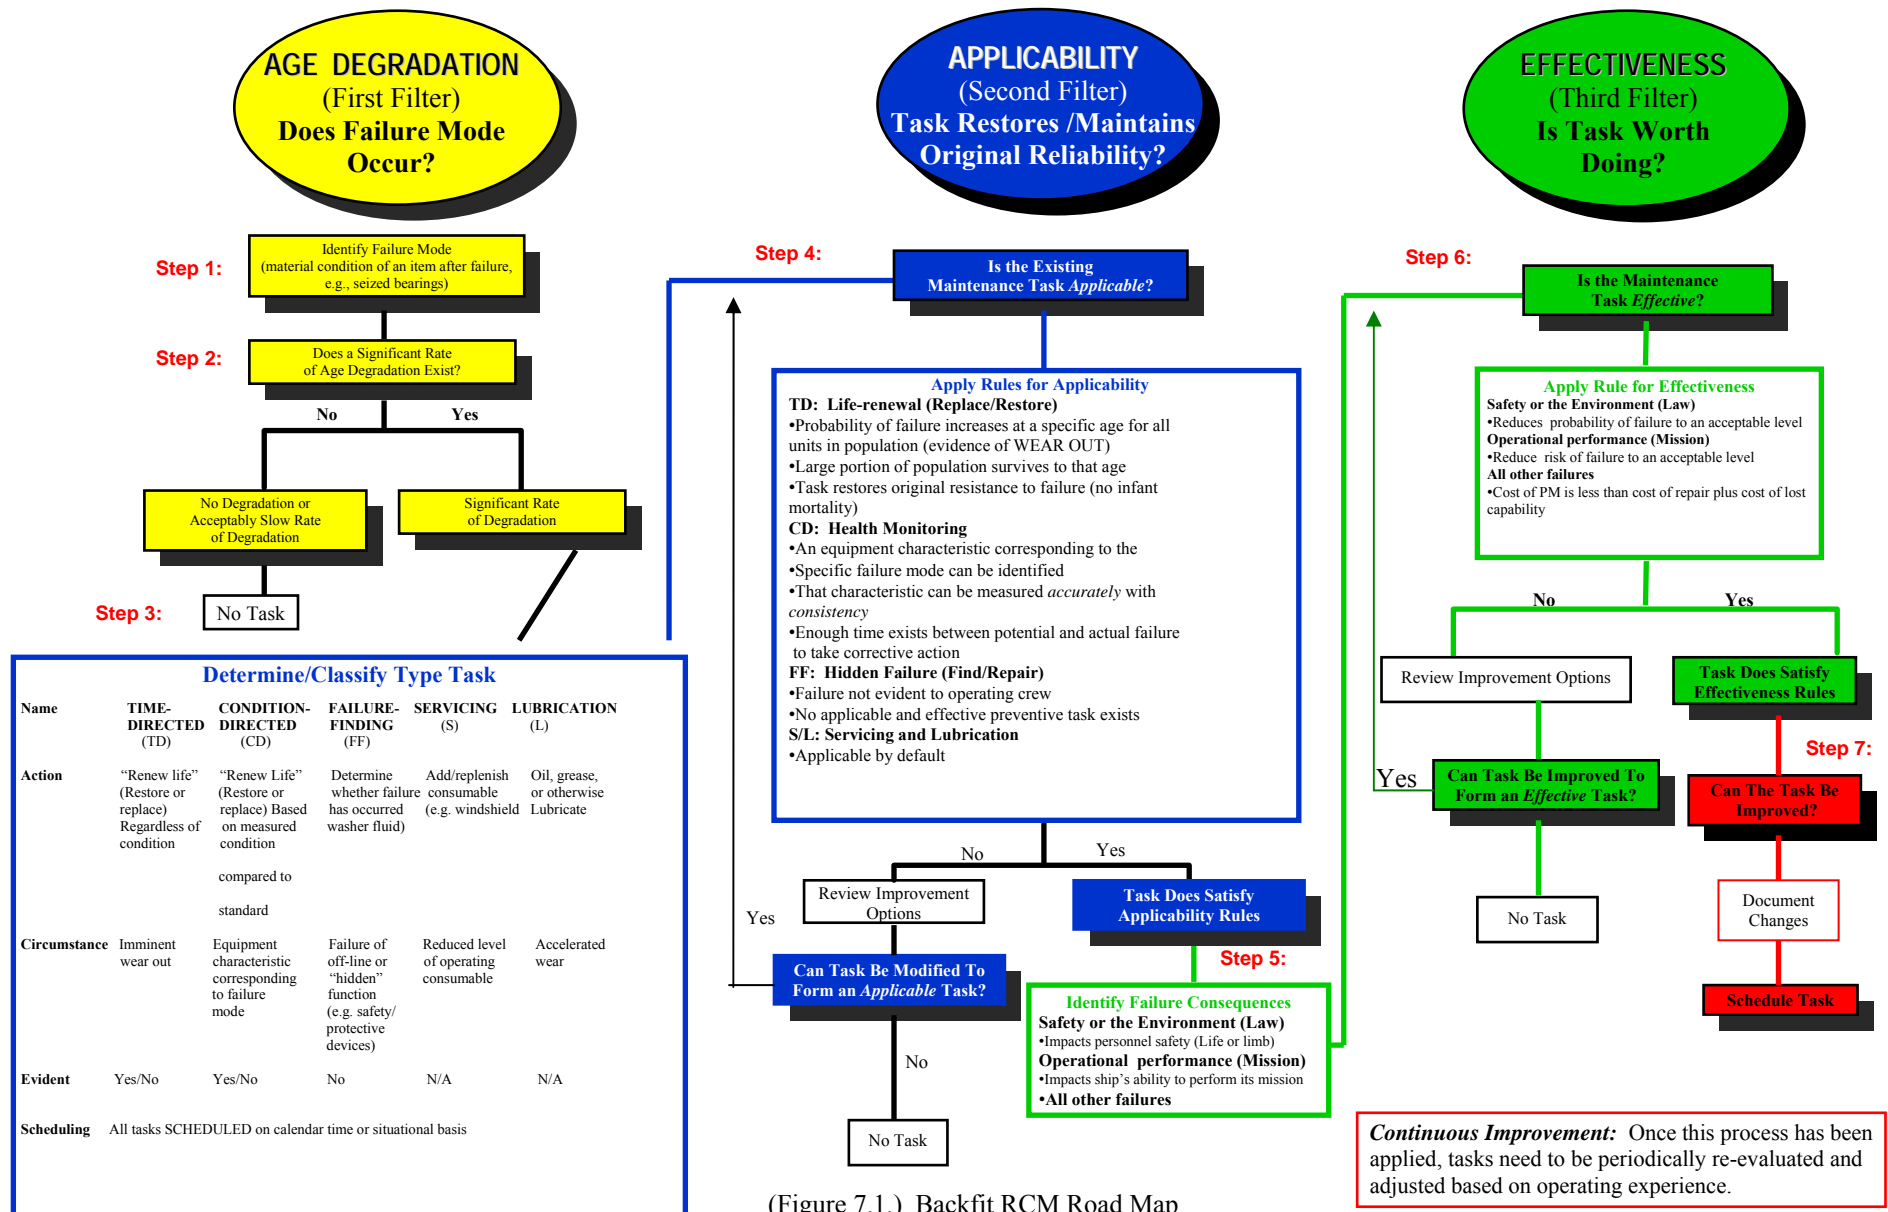 AGE DEGRADATION
(First Filter)
Does Failure Mode
Occur?
Step 1:
Identify Failure Mode
(material condition of an item after failure,
e.g., seized bearings)
Step 2:
Does a Significant Rate
of Age Degradation Exist?
No
Yes
No Degradation or
Acceptably Slow Rate
of Degradation
Significant Rate
of Degradation
Step 3:
No Task
Determine/Classify Type Task
Name
TIME-
DIRECTED
(TD)
CONDITION-
DIRECTED
(CD)
FAILURE-
FINDING
(FF)
SERVICING
(S)
LUBRICATION
(L)
Action
“Renew life”
(Restore or
replace)
Regardless of
condition
“Renew Life”
(Restore or
replace) Based
on measured
condition
compared to
standard
Determine
whether failure
has occurred
Add/replenish
consumable
(e.g. windshield
washer fluid)
Oil, grease,
or otherwise
Lubricate
Circumstance
Imminent
wear out
Equipment
characteristic
corresponding
to failure
mode
Failure of
off-line or
“hidden”
function
(e.g. safety/
protective
devices)
Reduced level
of operating
consumable
Accelerated
wear
Evident
Yes/No
Yes/No
No
N/A
N/A
Scheduling
All tasks SCHEDULED on calendar time or situational basis
APPLICABILITY
(Second Filter)
Task Restores /Maintains
Original Reliability?
Step 4:
Is the Existing
Maintenance Task Applicable?
Apply Rules for Applicability
TD: Life-renewal (Replace/Restore)
•Probability of failure increases at a specific age for all
units in population (evidence of WEAR OUT)
•Large portion of population survives to that age
•Task restores original resistance to failure (no infant
mortality)
CD: Health Monitoring
•An equipment characteristic corresponding to the
•Specific failure mode can be identified
•That characteristic can be measured accurately with
consistency
•Enough time exists between potential and actual failure
to take corrective action
FF: Hidden Failure (Find/Repair)
•Failure not evident to operating crew
•No applicable and effective preventive task exists
S/L: Servicing and Lubrication
•Applicable by default
No
Yes
Review Improvement
Options
Task Does Satisfy
Applicability Rules
Yes
Can Task Be Modified To
Form an Applicable Task?
No
No Task
Step 5:
Identify Failure Consequences
Safety or the Environment (Law)
•Impacts personnel safety (Life or limb)
Operational performance (Mission)
•Impacts ship’s ability to perform its mission
•All other failures
EFFECTIVENESS
(Third Filter)
Is Task Worth
Doing?
Step 6:
Is the Maintenance
Task Effective?
Apply Rule for Effectiveness
Safety or the Environment (Law)
•Reduces probability of failure to an acceptable level
Operational performance (Mission)
•Reduce risk of failure to an acceptable level
All other failures
•Cost of PM is less than cost of repair plus cost of lost
capability
No
Yes
Review Improvement Options
Task Does Satisfy
Effectiveness Rules
Yes
Can Task Be Improved To
Form an Effective Task?
No Task
Step 7:
Can The Task Be
Improved?
Document
Changes
Schedule Task
Continuous Improvement: Once this process has been
applied, tasks need to be periodically re-evaluated and
adjusted based on operating experience.
(Figure 7.1.) Backfit RCM Road Map